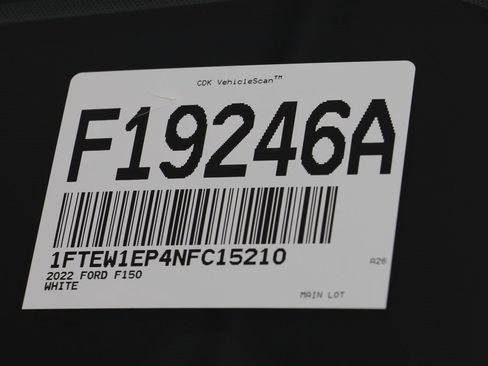 CDK VehicleScan™
F19246A
1FTEW1EP4NFC15210
2022 FORD F150
A26
WHITE
MAIN LOT